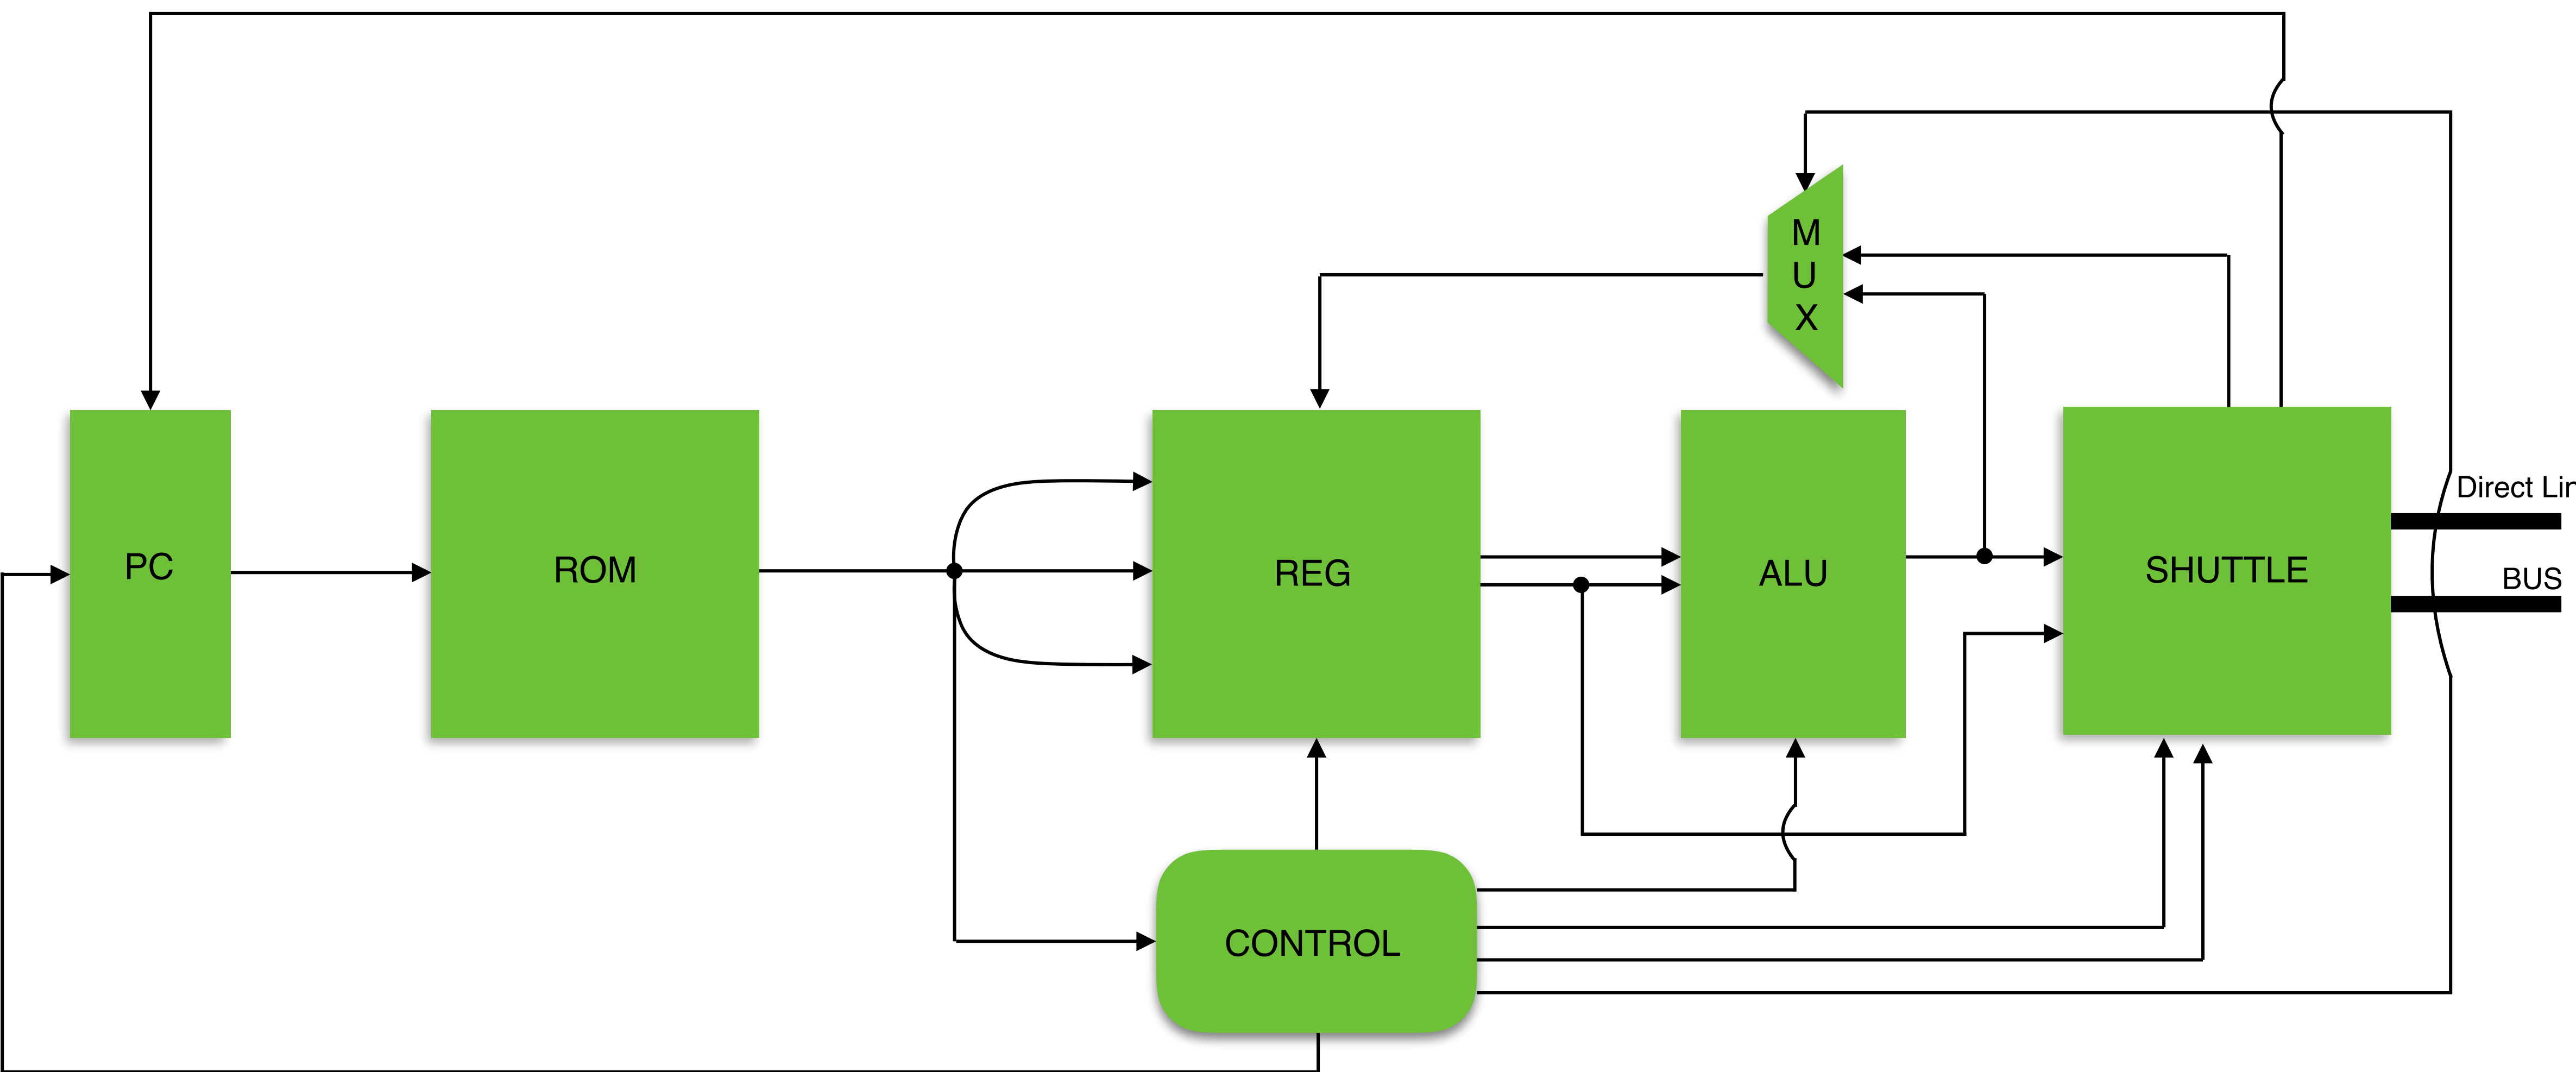 M
U
X
Direct Lin
PC
ROM
REG
ALU
SHUTTLE
BUS
CONTROL